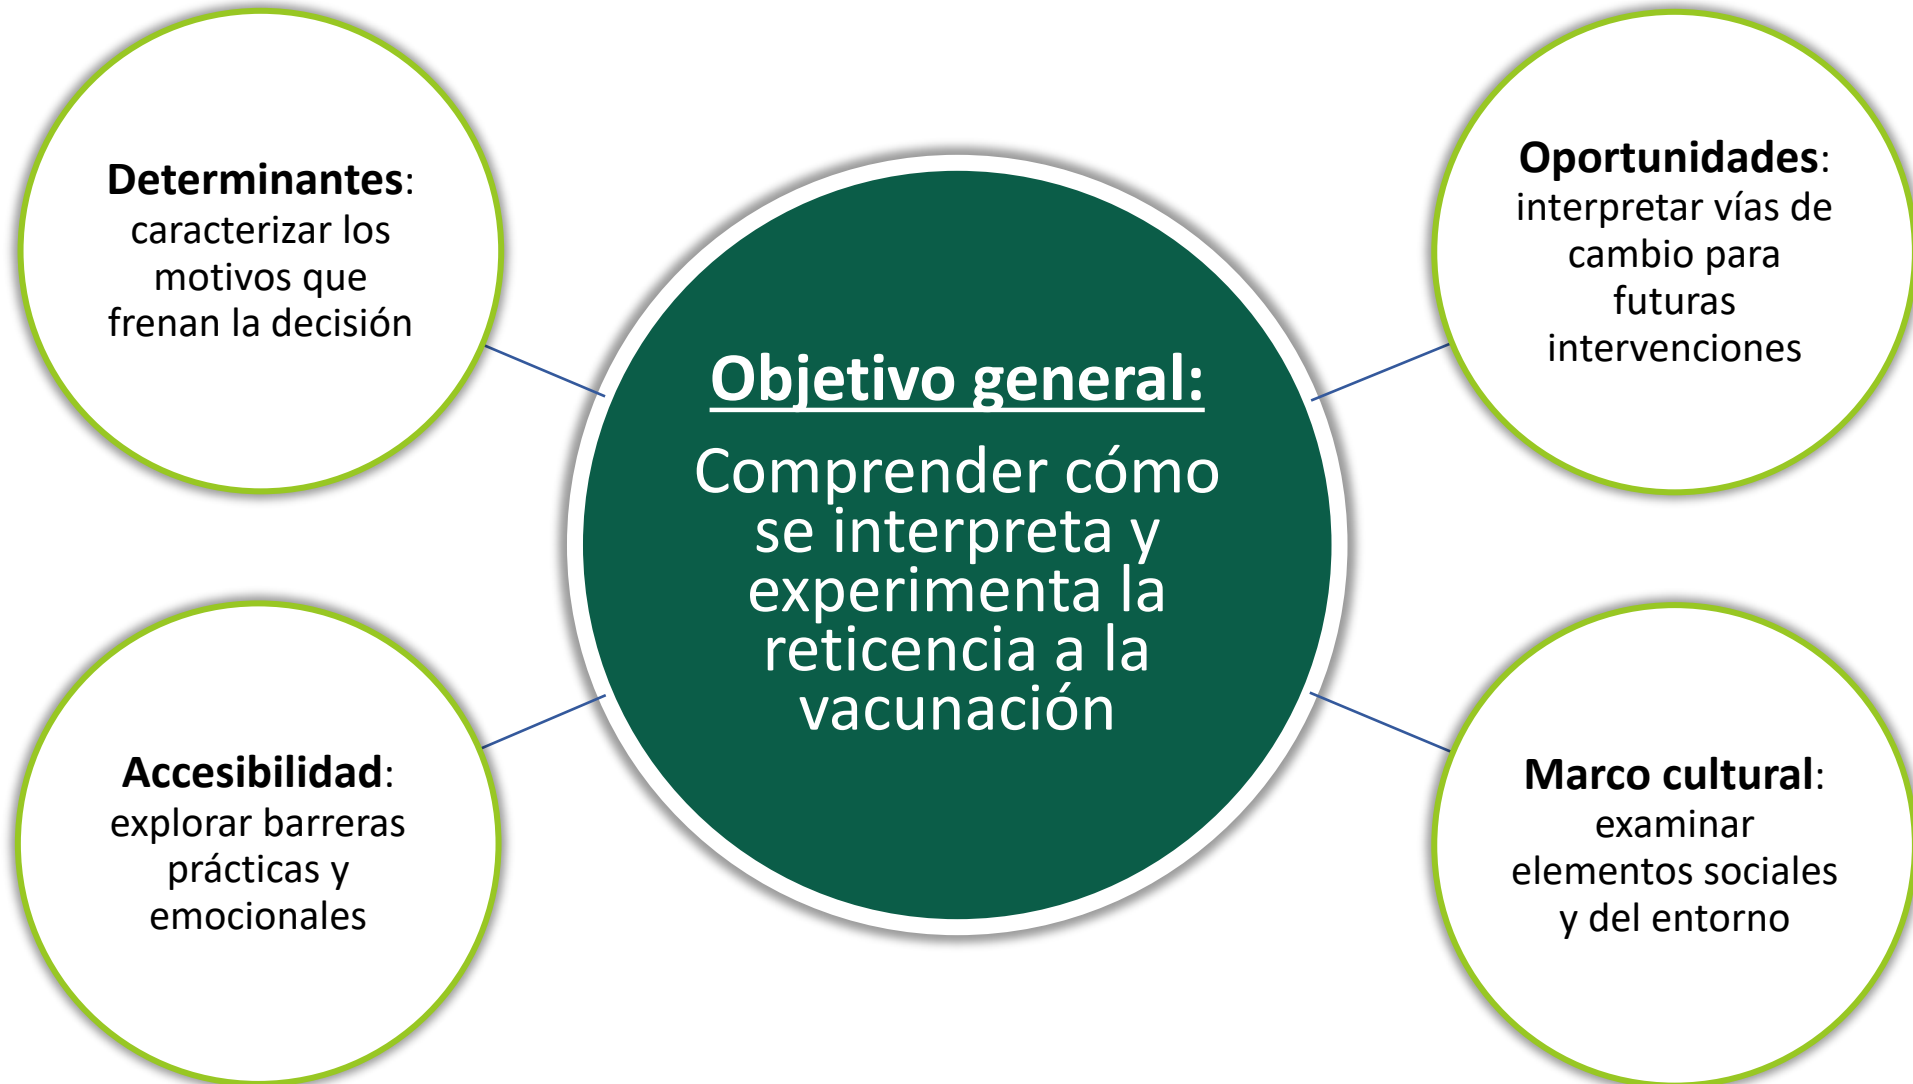 Determinantes:
caracterizar los
motivos que
frenan la decisión
Oportunidades:
interpretar vías de
cambio para
futuras
intervenciones
Objetivo general:
Comprender cómo
se interpreta y
experimenta la
reticencia a la
vacunación
Accesibilidad:
explorar barreras
prácticas y
emocionales
Marco cultural:
examinar
elementos sociales
y del entorno